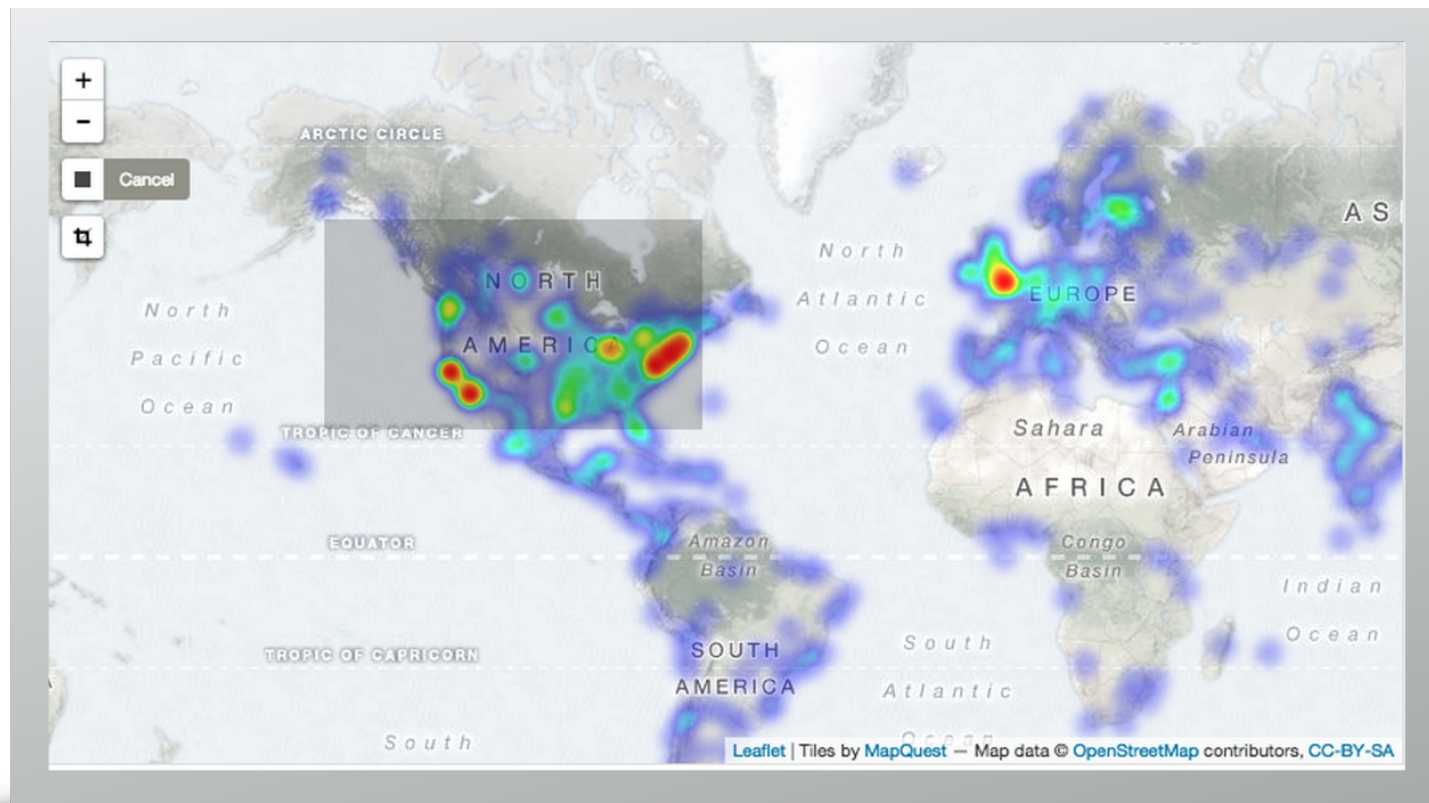 +
−
ARCTIC CIRCLE
Cancel
North
Atlantic
Ocean
NORTH
AMERIC
EUROPE
North
Pacific
Ocean
TROPIC OF CANCER
Sahara
Arabian
Peninsula
AFRICA
EQUATOR
Amazon
Basin
Congo
Basin
Indian
Ocean
TROPIC OF CAPRICORN
SOUTH
AMERICA
South
Atlantic
Ocean
South
Leaflet | Tiles by MapQuest — Map data © OpenStreetMap contributors, CC-BY-SA